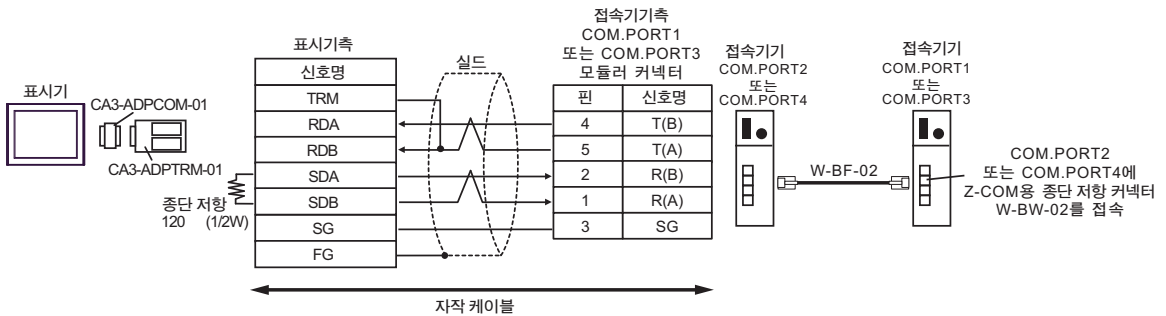 표시기
CA3-ADPCOM-01
CA3-ADPTRM-01
표시기측
신호명
TRM
RDA
RDB
SDA
SDB
SG
FG
종단 저항
120 (1/2W)
실드
접속기기측
COM.PORT1
또는 COM.PORT3
모듈러 커넥터
핀 신호명
4 T(B)
5 T(A)
2 R(B)
1 R(A)
3 SG
자작 케이블
접속기기
COM.PORT2
또는
COM.PORT4
W-BF-02
접속기기
COM.PORT1
또는
COM.PORT3
COM.PORT2
또는 COM.PORT4에
Z-COM용 종단 저항 커넥터
W-BW-02를 접속